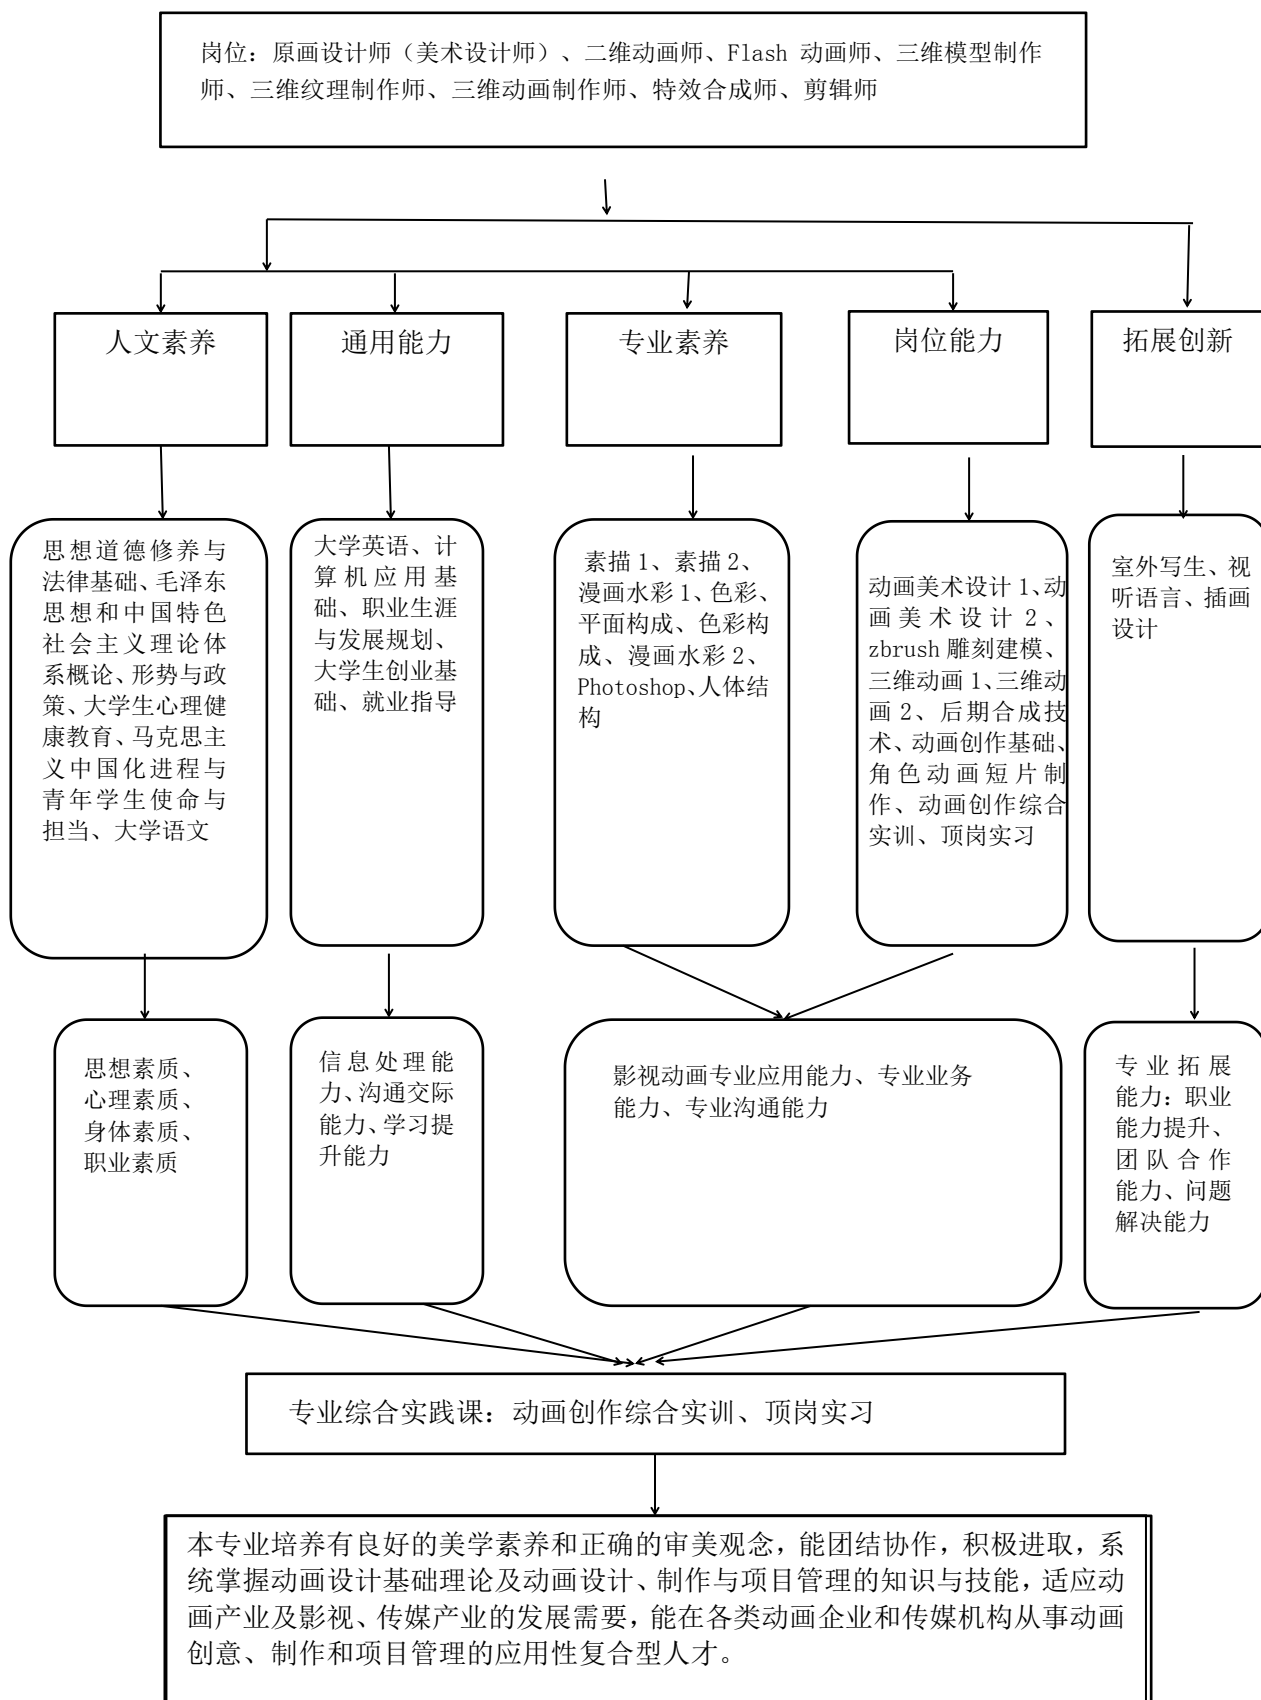 岗位：原画设计师（美术设计师）、二维动画师、Flash 动画师、三维模型制作
师、三维纹理制作师、三维动画制作师、特效合成师、剪辑师
人文素养
通用能力
专业素养
岗位能力
拓展创新
思想道德修养与
法律基础、毛泽东
思想和中国特色
社会主义理论体
系概论、形势与政
策、大学生心理健
康教育、马克思主
义中国化进程与
青年学生使命与
担当、大学语文
大学英语、计
算机应用基
础、职业生涯
与发展规划、
大学生创业基
础、就业指导
素描 1、素描 2、
漫画水彩 1、色彩、
平面构成、色彩构
成、漫画水彩 2、
Photoshop、人体结
构
动画美术设计 1、动
画美术设计 2、
zbrush 雕刻建模、
三维动画 1、三维动
画 2、后期合成技
术、动画创作基础、
角色动画短片制
作、动画创作综合
实训、顶岗实习
室外写生、视
听语言、插画
设计
思想素质、
心理素质、
身体素质、
职业素质
信息处理能
力、沟通交际
能力、学习提
升能力
影视动画专业应用能力、专业业务
能力、专业沟通能力
专业拓展
能力：职业
能力提升、
团队合作
能力、问题
解决能力
专业综合实践课：动画创作综合实训、顶岗实习
本专业培养有良好的美学素养和正确的审美观念，能团结协作，积极进取，系
统掌握动画设计基础理论及动画设计、制作与项目管理的知识与技能，适应动
画产业及影视、传媒产业的发展需要，能在各类动画企业和传媒机构从事动画
创意、制作和项目管理的应用性复合型人才。